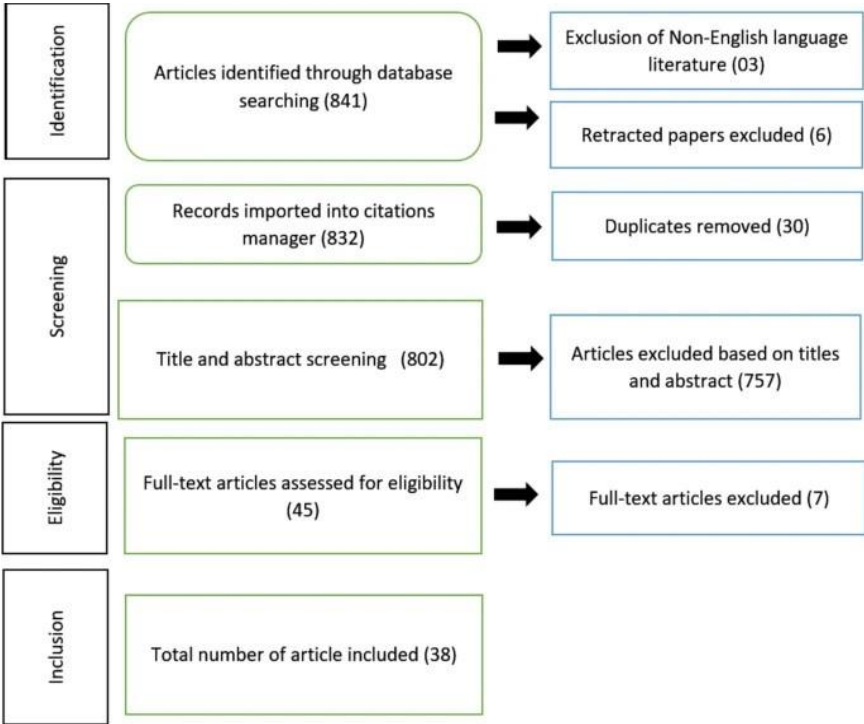 Identification
Articles identified through database
searching (841)
Exclusion of Non-English language
literature (03)
Retracted papers excluded (6)
Screening
Records imported into citations
manager (832)
Duplicates removed (30)
Title and abstract screening (802)
Articles excluded based on titles
and abstract (757)
Eligibility
Full-text articles assessed for eligibility
(45)
Full-text articles excluded (7)
Inclusion
Total number of article included (38)